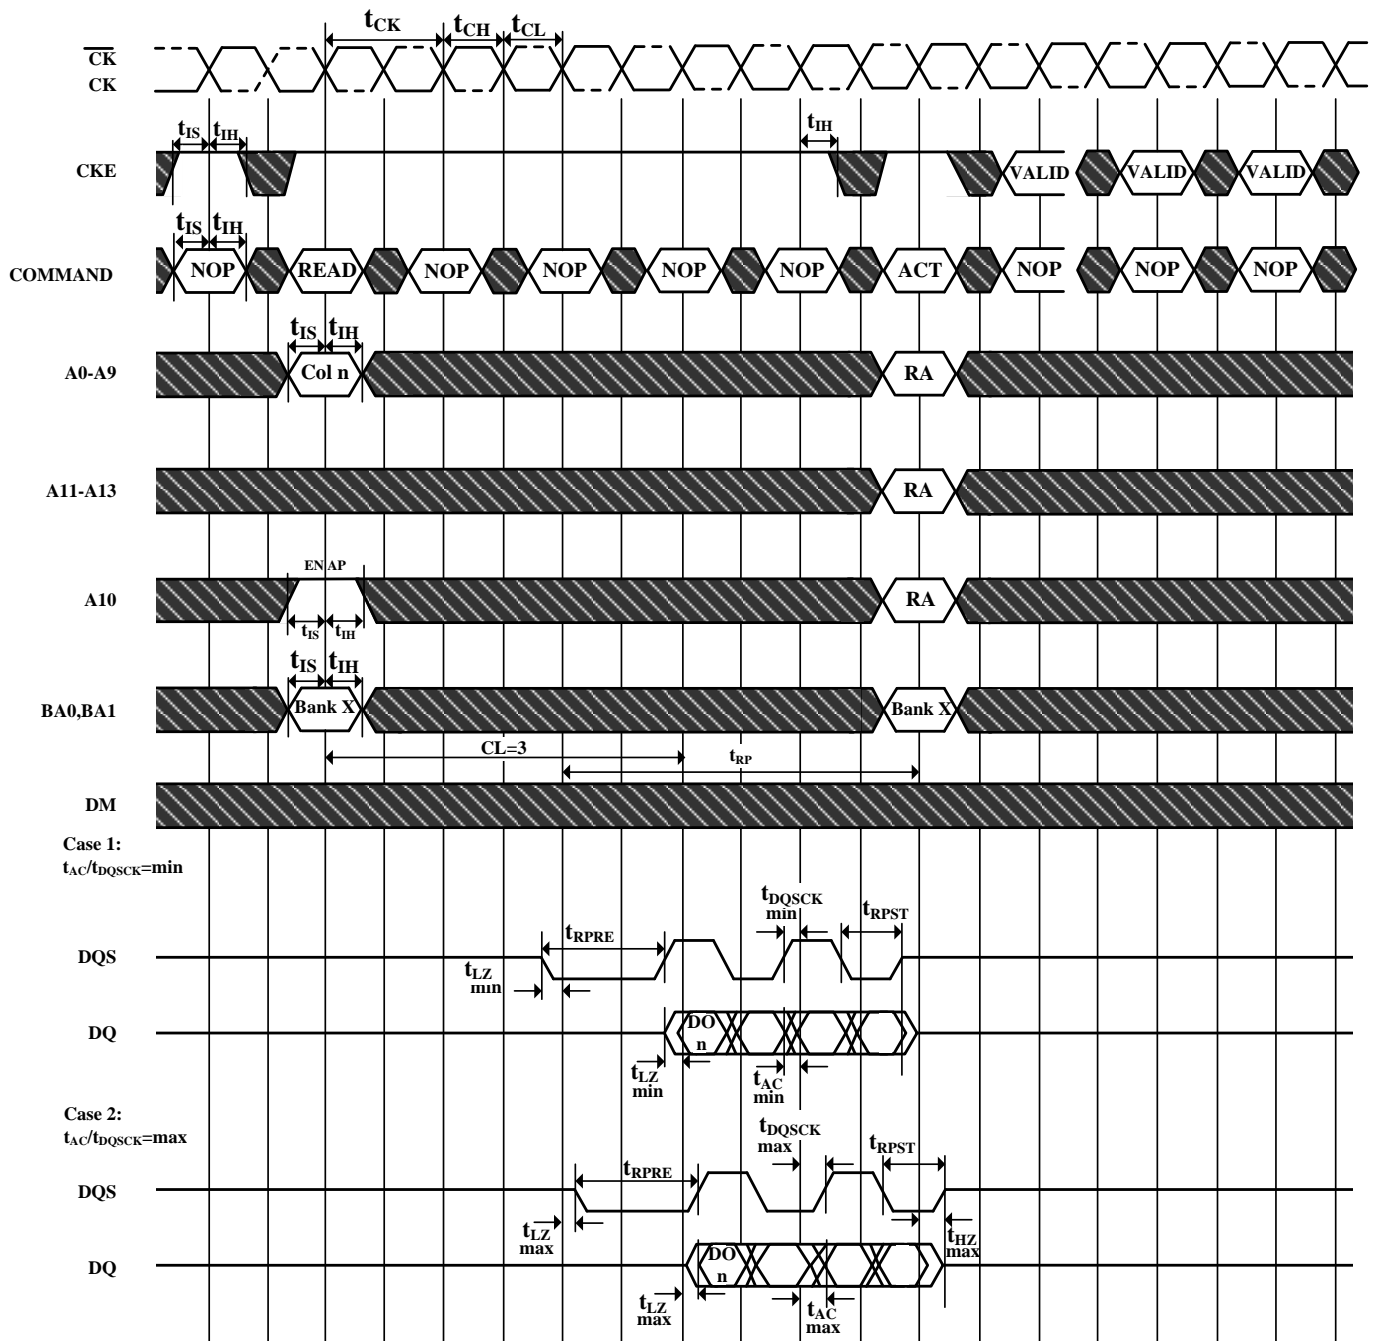 tCK tCH tCL
CK
CK
tIS tIH tIH
CKE VALID VALID VALID
tIS tIH
COMMAND NOP READ NOP NOP NOP NOP ACT NOP NOP NOP
tIS tIH
A0-A9 Col n RA
A11-A13 RA
EN AP
A10 RA
tIS tIH
tIS tIH
BA0,BA1 Bank X Bank X
CL=3
tRP
DM
Case 1:
tAC/tDQSCK=min
tDQSCK
min
tRPST
tRPRE
DQS
tLZ
min
DQ DO
n
tLZ
min
tAC
min
Case 2:
tAC/tDQSCK=max
tDQSCK
max
tRPST
tRPRE
DQS
tLZ
max
tHZ
max
DQ DO
n
tLZ
max
tAC
max